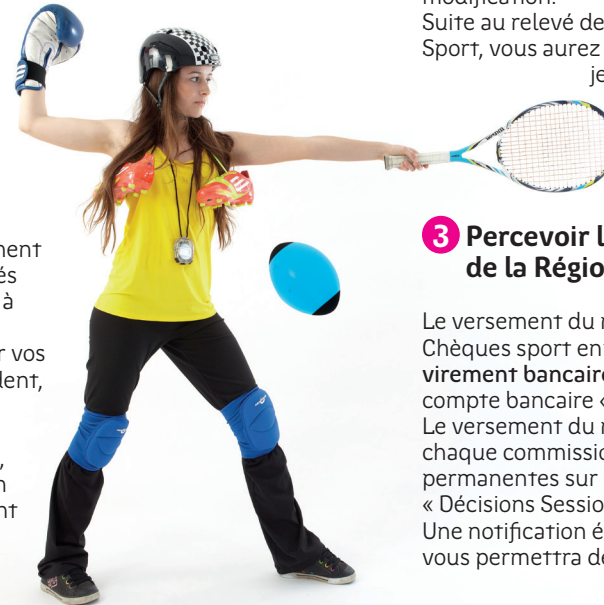 modification.
Suite au relevé de
Sport, vous aurez
je
ment
és
à
r vos
dent,
,
n
nt
3 Percevoir l
de la Régio
Le versement du
Chèques sport en
virement bancaire
compte bancaire «
Le versement du
chaque commissio
permanentes sur
« Décisions Sessio
Une notification é
vous permettra de